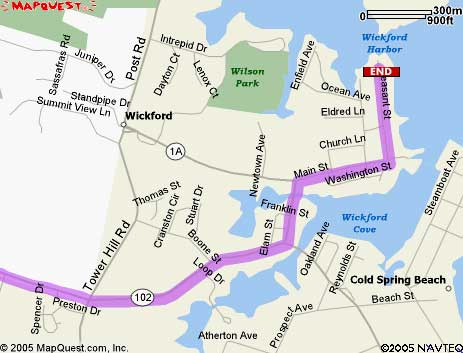 MAPQUEST
300m
900ft
Wickford
Harbor
END
Pleasant St
Sassafras Rd
Juniper Dr
Post Rd
Intrepid Dr
Dayton Ct
Lenox Ct
Wilson
Park
Enfield Ave
Ocean Ave
Eldred Ln
Standpipe Dr
Summit View Ln
Wickford
1A
Newtown Ave
Church Ln
Main St
Washington St
Steamboat Ave
Thomas St
Cranston Cir
Stuart Dr
Franklin St
Wickford
Cove
Tower Hill Rd
Boone St
Elam St
Oakland Ave
Reynolds St
Loop Dr
Cold Spring Beach
Beach St
Spencer Dr
Preston Dr
102
Prospect Ave
Atherton Ave
© 2005 MapQuest.com, Inc.
©2005 NAVTEQ